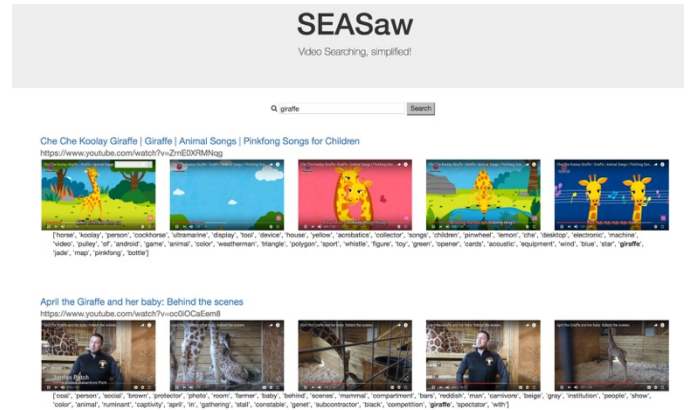 SEASaw
Video Searching, simplified!
giraffe Search
Che Che Koolay Giraffe | Giraffe | Animal Songs | Pinkfong Songs for Children
https://www.youtube.com/watch?v=ZrnE0XRMNqg
['horse', 'koolay', 'person', 'cockhorse', 'ultramarine', 'display', 'tool', 'device', 'house', 'yellow', 'acrobatics', 'collector', 'songs', 'children', 'pinwheel', 'lemon', 'che', 'desktop', 'electronic', 'machine',
'video', 'pulley', 'of', 'android', 'game', 'animal', 'color', 'weatherman', 'triangle', 'polygon', 'sport', 'whistle', 'figure', 'toy', 'green', 'opener', 'cards', 'acoustic', 'equipment', 'wind', 'blue', 'star', 'giraffe',
'jade', 'map', 'pinkfong', 'bottle']
April the Giraffe and her baby: Behind the scenes
https://www.youtube.com/watch?v=oc0iOCaEem8
Jordan Patch
['coal', 'person', 'social', 'brown', 'protector', 'photo', 'room', 'farmer', 'baby', 'behind', 'scenes', 'mammal', 'compartment', 'bars', 'reddish', 'man', 'carnivore', 'beige', 'gray', 'institution', 'people', 'show',
'color', 'animal', 'ruminant', 'captivity', 'april', 'in', 'gathering', 'stall', 'constable', 'genet', 'subcontractor', 'black', 'competition', 'giraffe', 'spectator', 'with']